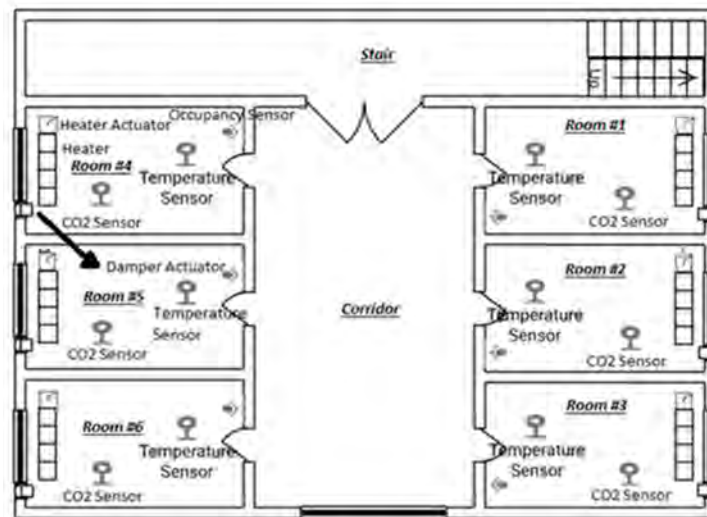 Stair
Up
Heater Actuator
Occupancy Sensor
Heater
Room #4
Temperature
Sensor
CO2 Sensor
Room #1
Temperature
Sensor
CO2 Sensor
Damper Actuator
Room #5
Temperature
Sensor
CO2 Sensor
Corridor
Room #2
Temperature
Sensor
CO2 Sensor
Room #6
Temperature
Sensor
CO2 Sensor
Room #3
Temperature
Sensor
CO2 Sensor